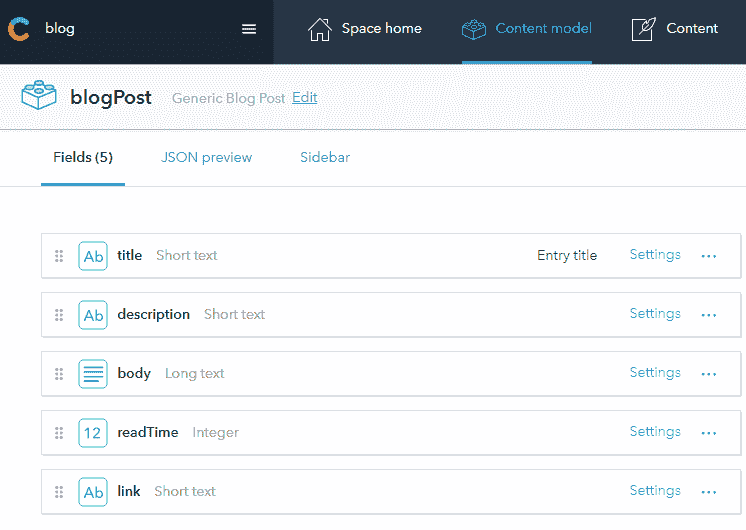 blog Space home Content model Content
blogPost Generic Blog Post Edit
Fields (5) JSON preview Sidebar
Ab title Short text Entry title Settings ...
Ab description Short text Settings ...
body Long text Settings ...
12 readTime Integer Settings ...
Ab link Short text Settings ...